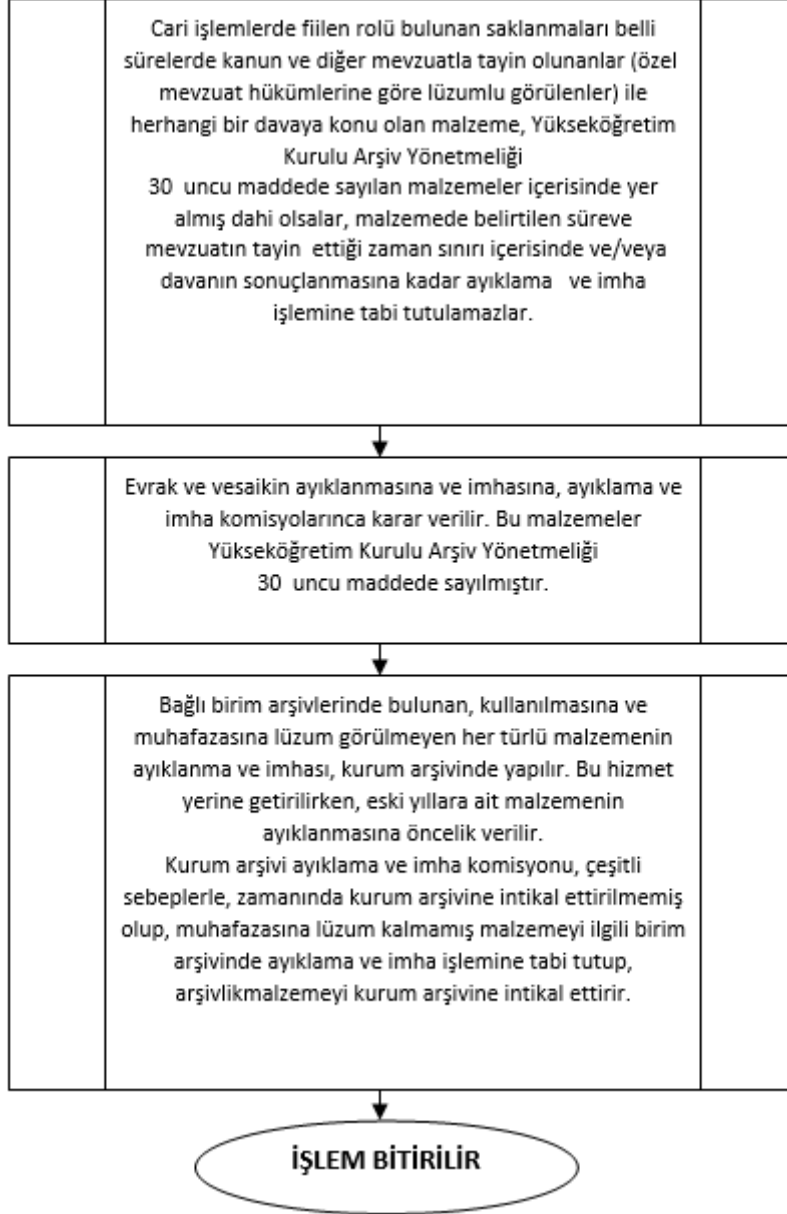 Cari işlemlerde fiilen rolü bulunan saklanmaları belli
sürelerde kanun ve diğer mevzuatla tayin olunanlar (özel
mevzuat hükümlerine göre lüzumlu görülenler) ile
herhangi bir davaya konu olan malzeme, Yükseköğretim
Kurulu Arşiv Yönetmeliği
30 uncu maddede sayılan malzemeler içerisinde yer
almış dahi olsalar, malzemede belirtilen süreve
mevzuatın tayin ettiği zaman sınırı içerisinde ve/veya
davanın sonuçlanmasına kadar ayıklama ve imha
işlemine tabi tutulamazlar.
Evrak ve vesaikin ayıklanmasına ve imhasına, ayıklama ve
imha komisyolarınca karar verilir. Bu malzemeler
Yükseköğretim Kurulu Arşiv Yönetmeliği
30 uncu maddede sayılmıştır.
Bağlı birim arşivlerinde bulunan, kullanılmasına ve
muhafazasına lüzum görülmeyen her türlü malzemenin
ayıklanma ve imhası, kurum arşivinde yapılır. Bu hizmet
yerine getirilirken, eski yıllara ait malzemenin
ayıklanmasına öncelik verilir.
Kurum arşivi ayıklama ve imha komisyonu, çeşitli
sebeplerle, zamanında kurum arşivine intikal ettirilmemiş
olup, muhafazasına lüzum kalmamış malzemeyi ilgili birim
arşivinde ayıklama ve imha işlemine tabi tutup,
arşivlikmalzemeyi kurum arşivine intikal ettirir.
İŞLEM BİTİRİLİR